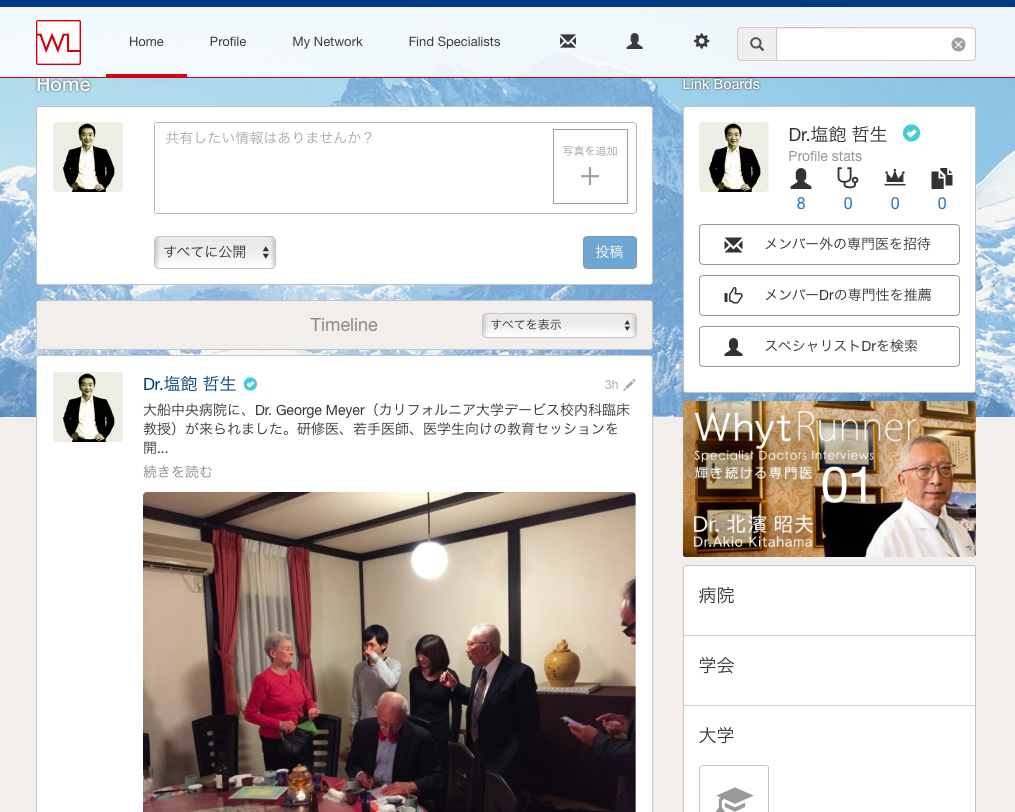 WL
Home
Profile
My Network
Find Specialists
Home
Link Boards
共有したい情報はありませんか？
写真を追加
すべてに公開
投稿
Dr.塩飽 哲生
Profile stats
8
0
0
0
メンバー外の専門医を招待
メンバーDrの専門性を推薦
スペシャリストDrを検索
Timeline
すべてを表示
Dr.塩飽 哲生
3h
大船中央病院に、Dr. George Meyer（カリフォルニア大学デービス校内科臨床
教授）が来られました。研修医、若手医師、医学生向けの教育セッションを
開...
続きを読む
WhytRunner
Specialist Doctors Interviews
輝き続ける専門医
01
Dr. 北濱 昭夫
Dr.Akio Kitahama
病院
学会
大学